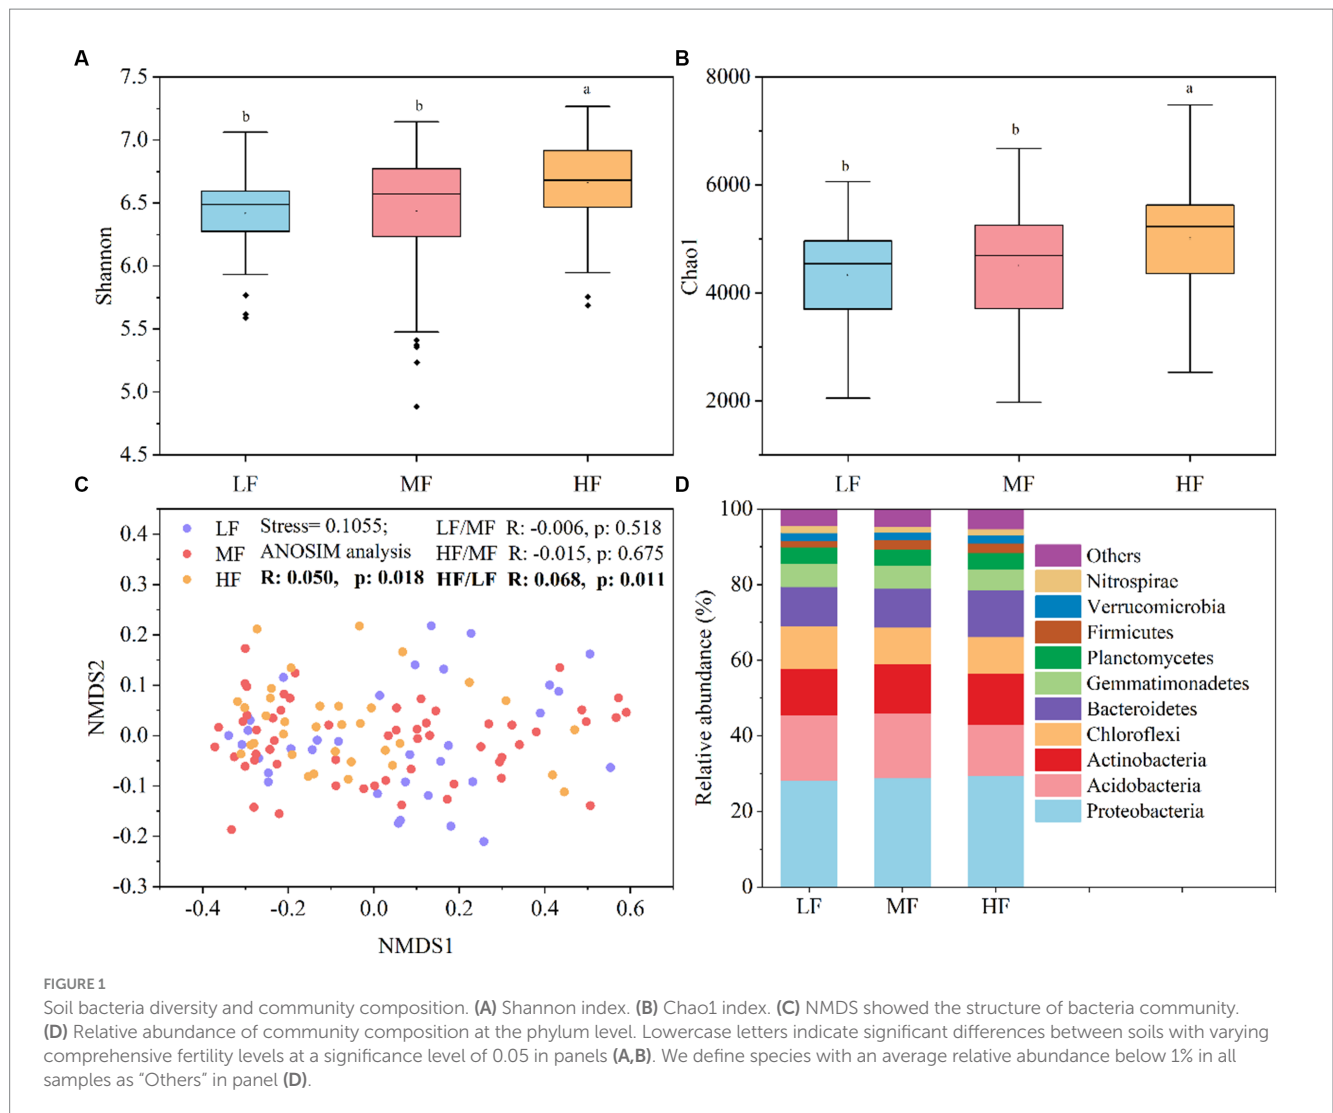 A
7.5
7.0
6.5
6.0
5.5
5.0
4.5
Shannon
b
b
a
LF
MF
HF
B
8000
6000
4000
2000
Chao1
b
b
a
LF
MF
HF
C
LF Stress= 0.1055; LF/MF R: -0.006, p: 0.518
MF ANOSIM analysis HF/MF R: -0.015, p: 0.675
HF R: 0.050, p: 0.018 HF/LF R: 0.068, p: 0.011
0.4
0.3
0.2
0.1
0.0
-0.1
-0.2
-0.3
NMDS2
-0.4
-0.2
0.0
0.2
0.4
0.6
NMDS1
D
100
80
60
40
20
0
Relative abundance (%)
LF
MF
HF
Others
Nitrospirae
Verrucomicrobia
Firmicutes
Planctomycetes
Gemmatimonadetes
Bacteroidetes
Chloroflexi
Actinobacteria
Acidobacteria
Proteobacteria
FIGURE 1
Soil bacteria diversity and community composition. (A) Shannon index. (B) Chao1 index. (C) NMDS showed the structure of bacteria community.
(D) Relative abundance of community composition at the phylum level. Lowercase letters indicate significant differences between soils with varying
comprehensive fertility levels at a significance level of 0.05 in panels (A,B). We define species with an average relative abundance below 1% in all
samples as “Others“ in panel (D).